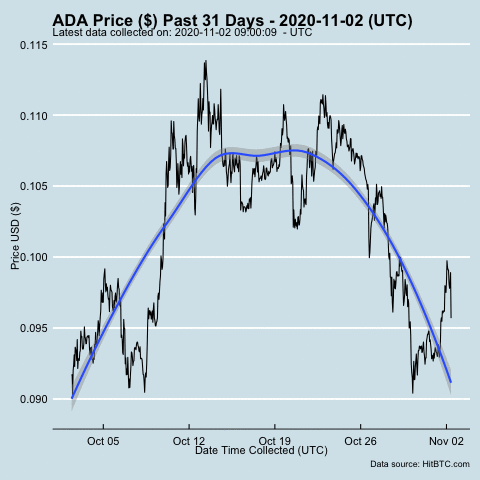 ADA Price ($) Past 31 Days - 2020-11-02 (UTC)
Latest data collected on: 2020-11-02 09:00:09 - UTC
0.115
0.110
0.105
0.100
0.095
0.090
Price USD ($)
Oct 05
Oct 12
Oct 19
Oct 26
Nov 02
Date Time Collected (UTC)
Data source: HitBTC.com